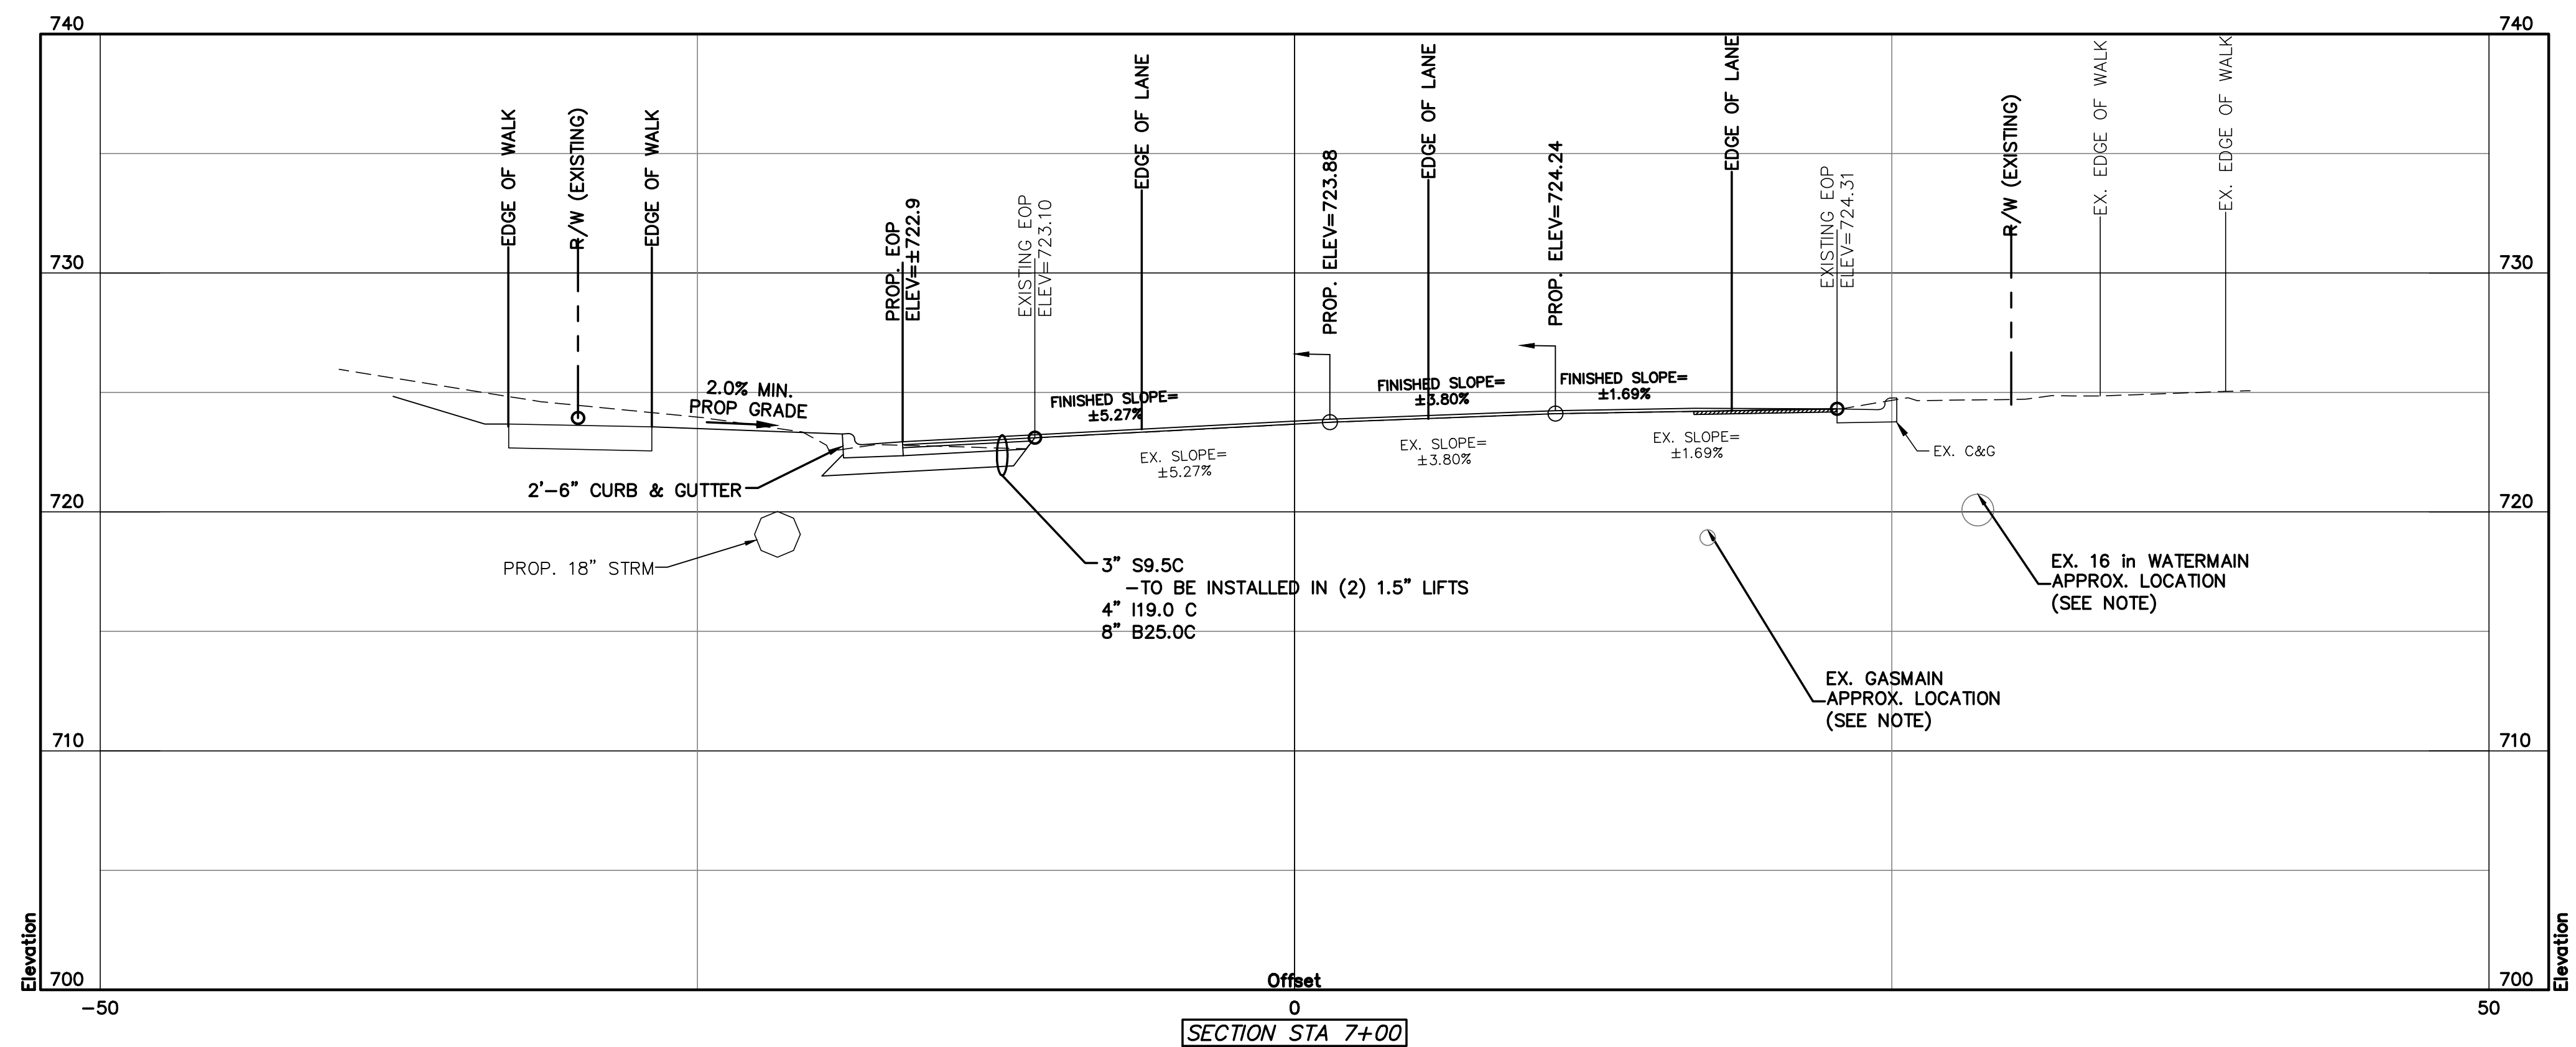 740
740
EDGE OF WALK
R/W (EXISTING)
EDGE OF WALK
PROP. EOP
ELEV=±722.9
EXISTING EOP
ELEV=723.10
EDGE OF LANE
PROP. ELEV=723.88
EDGE OF LANE
PROP. ELEV=724.24
EDGE OF LANE
EXISTING EOP
ELEV=724.31
R/W (EXISTING)
EX. EDGE OF WALK
EX. EDGE OF WALK
730
730
2.0% MIN.
PROP GRADE
FINISHED SLOPE=
±5.27%
FINISHED SLOPE=
±3.80%
FINISHED SLOPE=
±1.69%
EX. SLOPE=
±5.27%
EX. SLOPE=
±3.80%
EX. SLOPE=
±1.69%
EX. C&G
2'-6" CURB & GUTTER
720
720
PROP. 18" STRM
3" S9.5C
-TO BE INSTALLED IN (2) 1.5" LIFTS
4" I19.0 C
8" B25.0C
EX. 16 in WATERMAIN
APPROX. LOCATION
(SEE NOTE)
EX. GASMAIN
APPROX. LOCATION
(SEE NOTE)
710
710
Elevation
Elevation
700
700
Offset
-50
0
50
SECTION STA 7+00